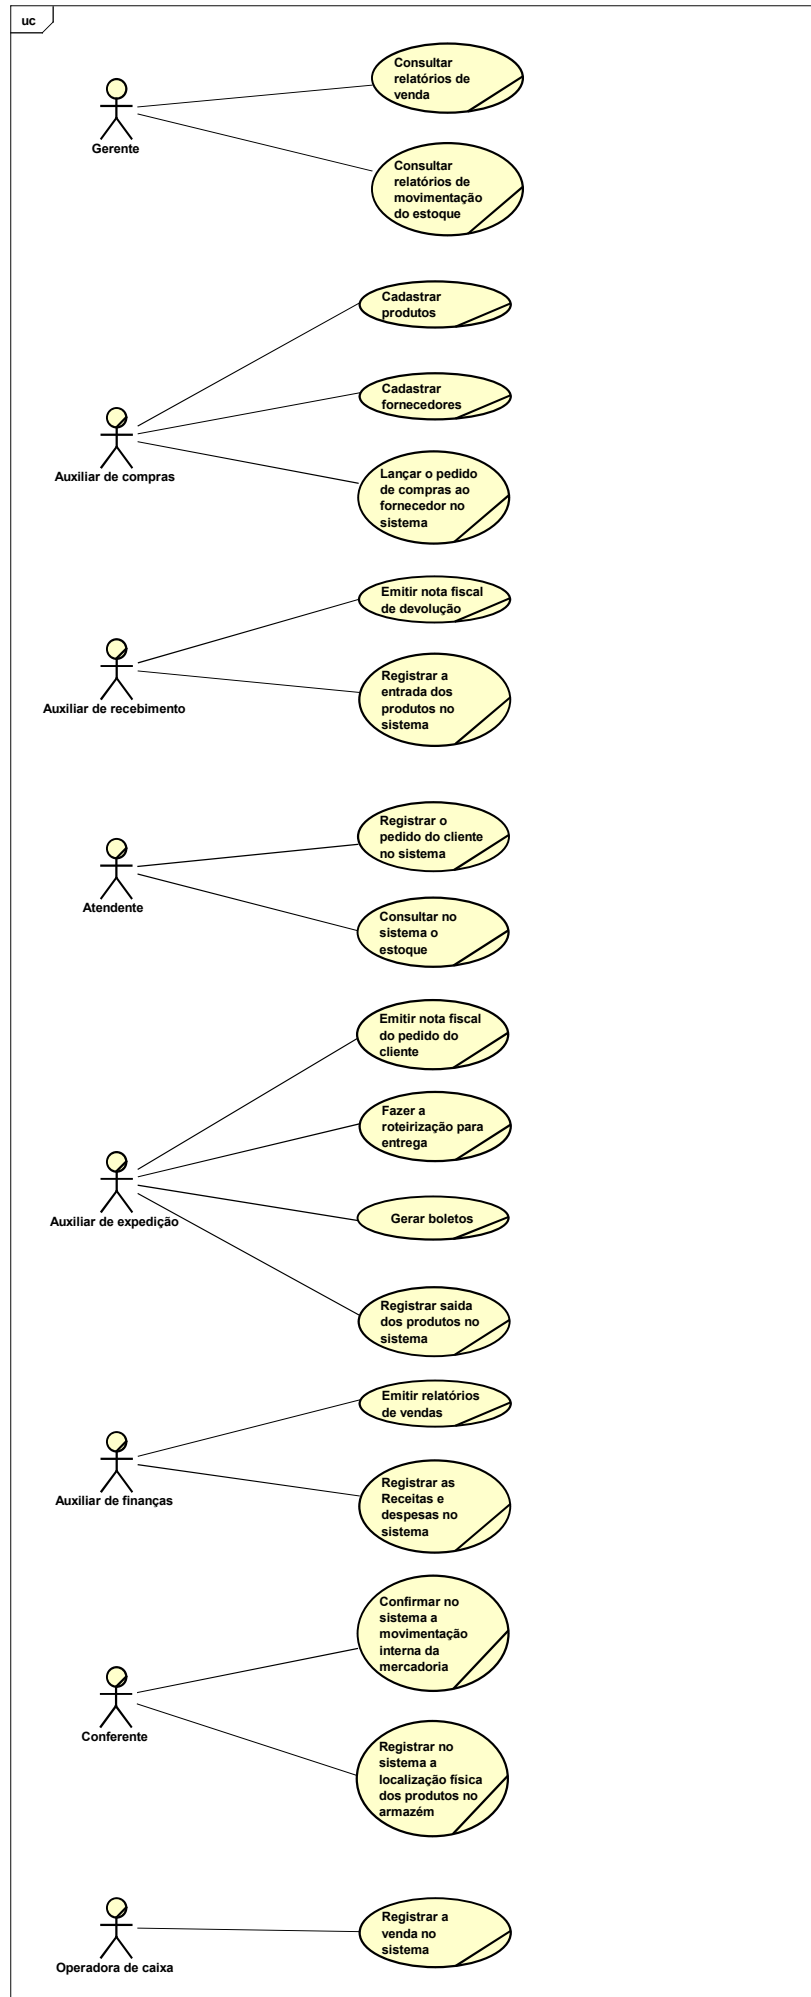 uc
Consultar
relatórios de
venda
Gerente
Consultar
relatórios de
movimentação
do estoque
Cadastrar
produtos
Cadastrar
fornecedores
Auxiliar de compras
Lançar o pedido
de compras ao
fornecedor no
sistema
Emitir nota fiscal
de devolução
Auxiliar de recebimento
Registrar a
entrada dos
produtos no
sistema
Registrar o
pedido do cliente
no sistema
Atendente
Consultar no
sistema o
estoque
Emitir nota fiscal
do pedido do
cliente
Fazer a
roteirização para
entrega
Auxiliar de expedição
Gerar boletos
Registrar saida
dos produtos no
sistema
Emitir relatórios
de vendas
Auxiliar de finanças
Registrar as
Receitas e
despesas no
sistema
Confirmar no
sistema a
movimentação
interna da
mercadoria
Conferente
Registrar no
sistema a
localização física
dos produtos no
armazém
Registrar a
venda no
sistema
Operadora de caixa